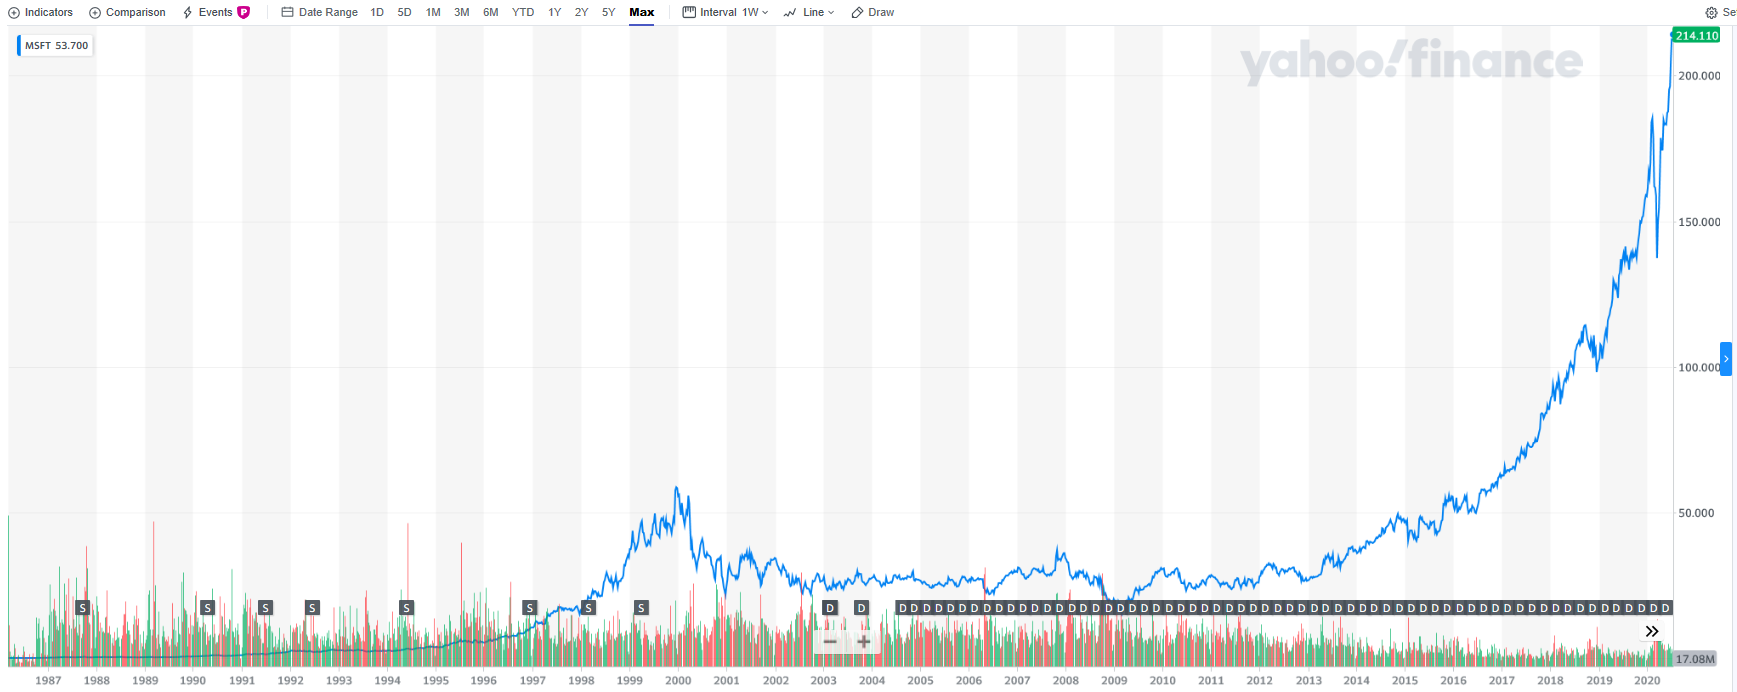 Indicators Comparison Events P Date Range 1D 5D 1M 3M 6M YTD 1Y 2Y 5Y Max Interval 1W Line Draw Se
MSFT 53.700
yahoo!finance
214.110
200.000
150.000
100.000
50.000
S S S S S S S S D D D D D D D D D D D D D D D D D D D D D D D D D D D D D D D D D D D D D D D D D D D D D D D D D D D D D D D D D D D D D D D D D D D D D D D D D D
17.08M
1987 1988 1989 1990 1991 1992 1993 1994 1995 1996 1997 1998 1999 2000 2001 2002 2003 2004 2005 2006 2007 2008 2009 2010 2011 2012 2013 2014 2015 2016 2017 2018 2019 2020